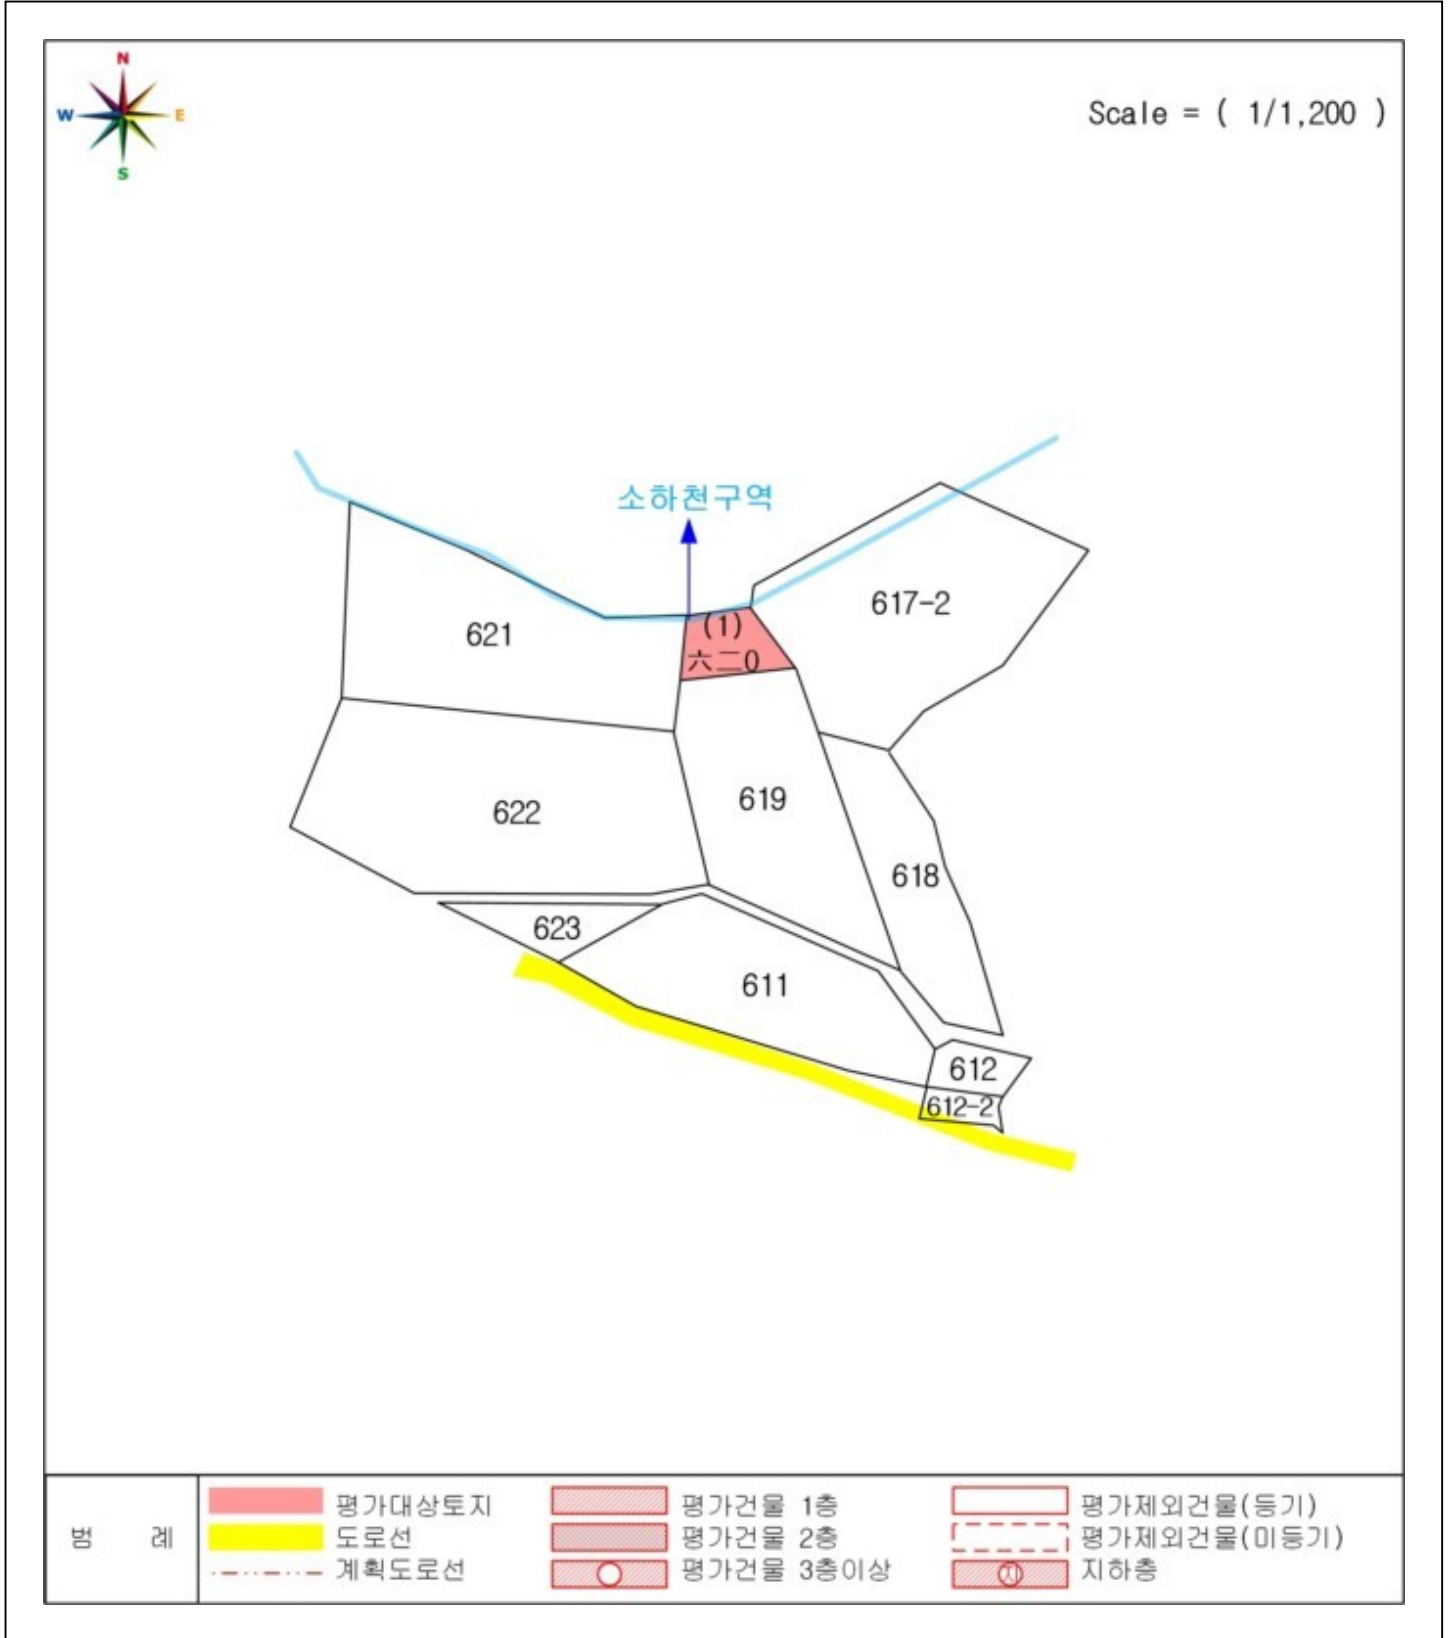 N
W E
S
Scale = ( 1/1,200 )
소하천구역
617-2
(1)
六二0
621
619
622
618
623
611
612
612-2
범 례
평가대상토지 평가건물 1층 평가제외건물(등기)
도로선 평가건물 2층 평가제외건물(미등기)
계획도로선 평가건물 3층이상 지 지하층